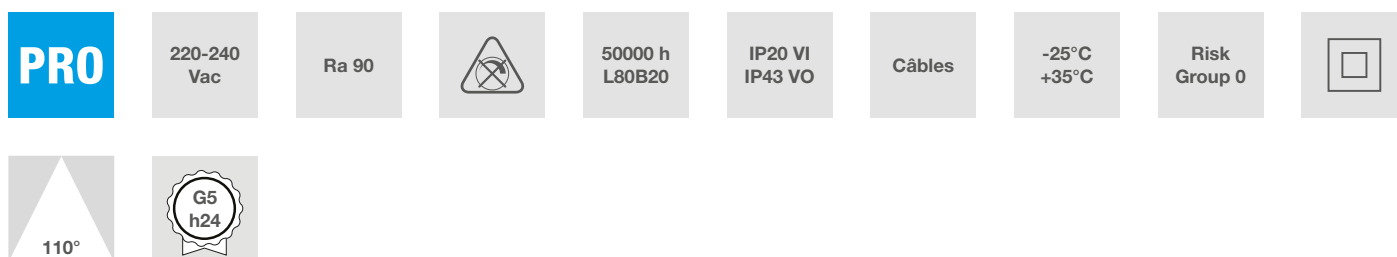 PRO
220-240
Vac
Ra 90
50000 h
L80B20
IP20 VI
IP43 VO
Câbles
-25°C
+35°C
Risk
Group 0
110°
G5
h24